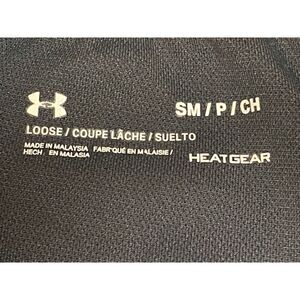 SM / P / CH
LOOSE / COUPE LÂCHE / SUELTO
MADE IN MALAYSIA FABRIQUÉ EN MALAISIE /
HECH EN MALASIA
HEATGEAR